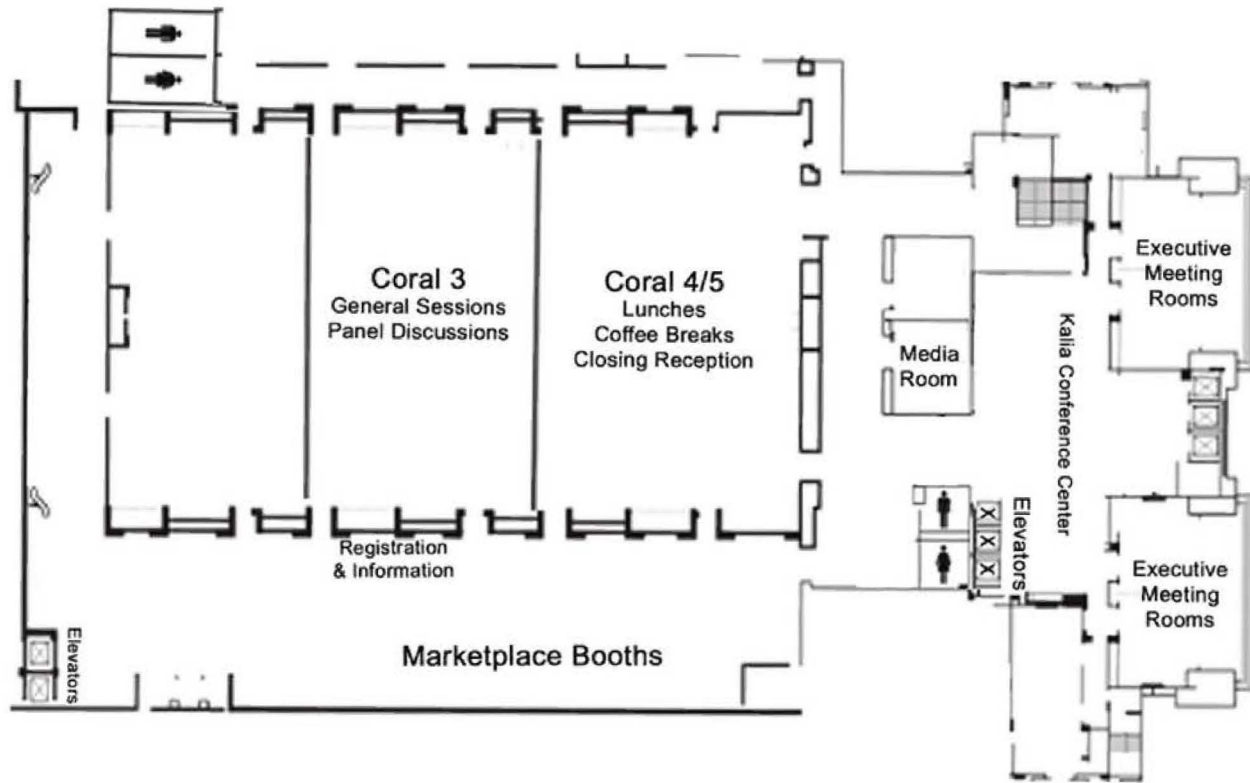 Coral 3
General Sessions
Panel Discussions
Coral 4/5
Lunches
Coffee Breaks
Closing Reception
Media
Room
Executive
Meeting
Rooms
Kalia Conference Center
Elevators
Executive
Meeting
Rooms
Registration
& Information
Elevators
Marketplace Booths